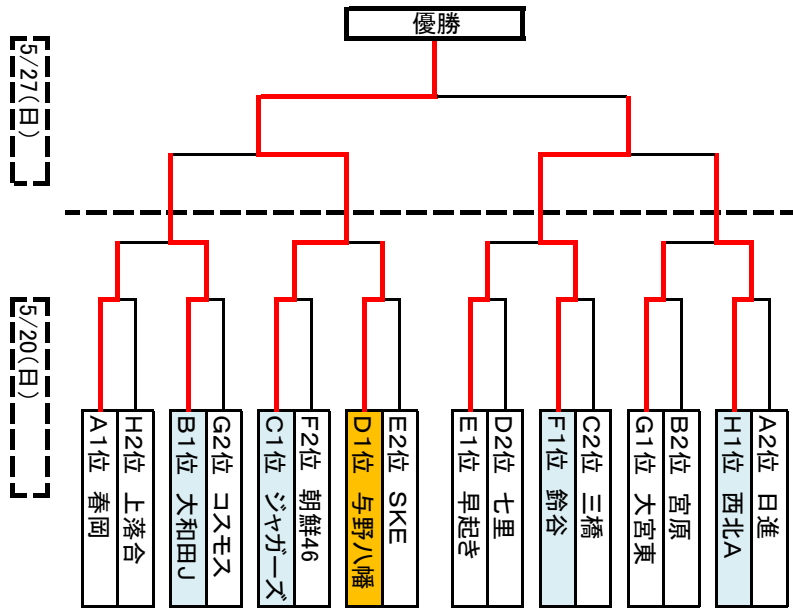 優勝
5/27(日)
5/20(日)
A1位 春岡
H2位 上落合
B1位 大和田J
G2位 コスモス
C1位 ジャガーズ
F2位 朝鮮46
D1位 与野八幡
E2位 SKE
E1位 早起き
D2位 七里
F1位 鈴谷
C2位 三橋
G1位 大宮東
B2位 宮原
H1位 西北A
A2位 日進